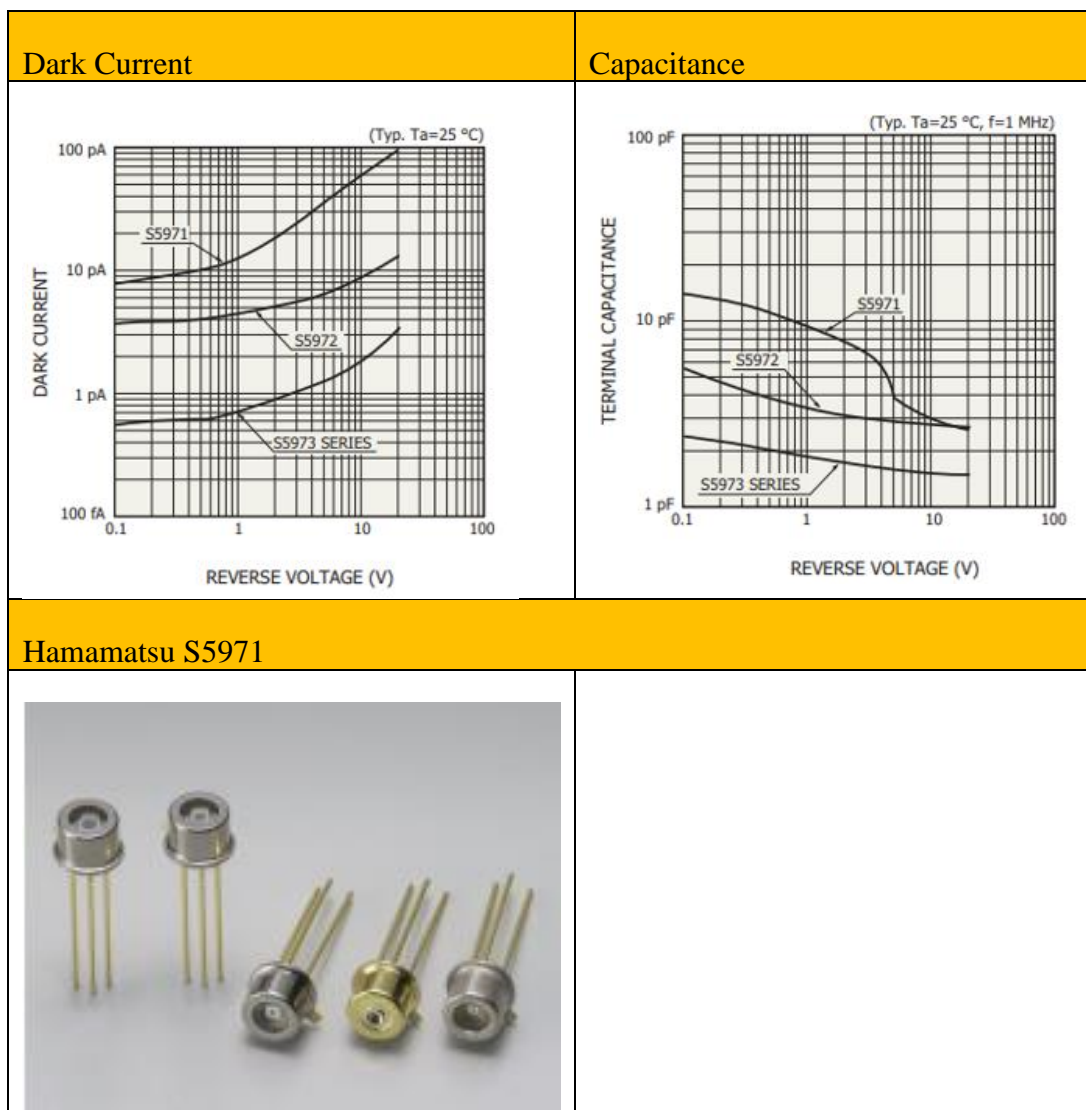 Dark Current
Capacitance
(Typ. Ta=25 °C)
100 pA
10 pA
1 pA
100 fA
DARK CURRENT
S5971
S5972
S5973 SERIES
0.1
1
10
100
REVERSE VOLTAGE (V)
(Typ. Ta=25 °C, f=1 MHz)
100 pF
10 pF
1 pF
TERMINAL CAPACITANCE
S5971
S5972
S5973 SERIES
0.1
1
10
100
REVERSE VOLTAGE (V)
Hamamatsu S5971